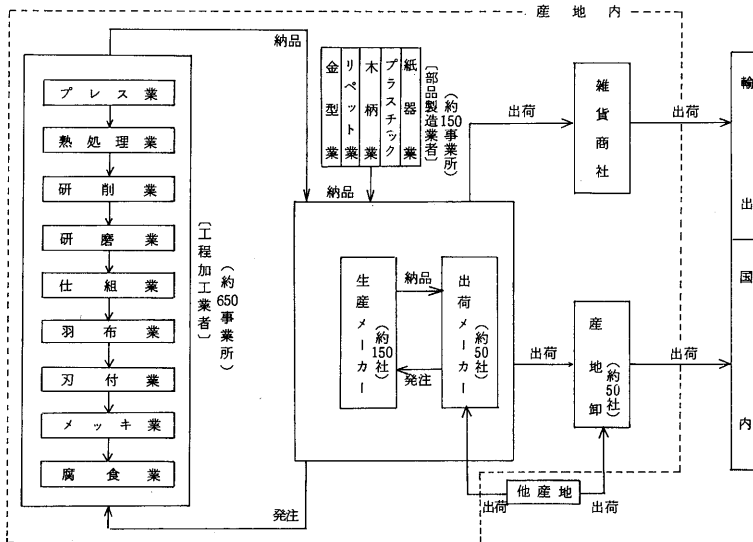 産地内
納品
プレス業
熱処理業
研削業
研磨業
仕組業
羽布業
刃付業
メッキ業
腐食業
〔工程加工業者〕
（約650事業所）
発注
金型業
リペット業
木柄業
プラスチック
紙器業
〔部品製造業者〕
（約150事業所）
納品
生産メーカー
（約150社）
納品
発注
出荷メーカー
（約50社）
出荷
雑貨商社
出荷
出荷
産地卸
（約50社）
出荷
他産地
出荷
出荷
輸出
国内